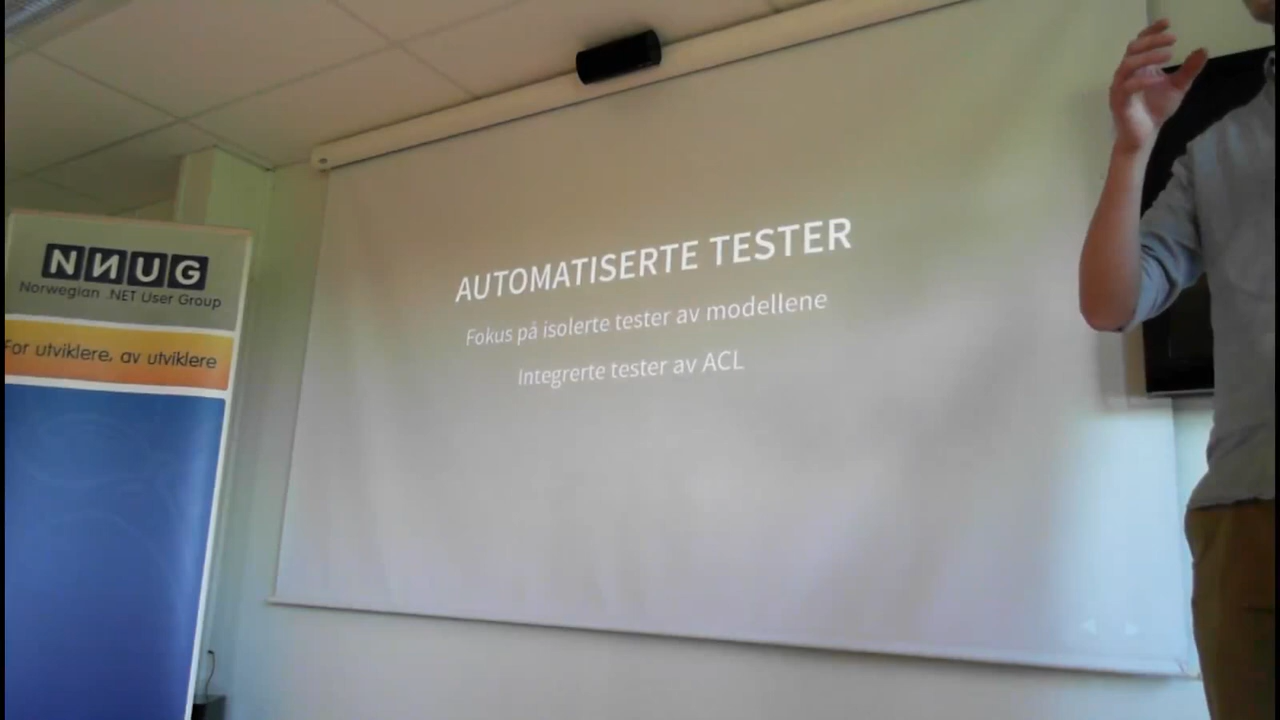 NИUG
Norwegian .NET User Group
For utviklere, av utviklere
AUTOMATISERTE TESTER
Fokus på isolerte tester av modellene
Integrerte tester av ACL